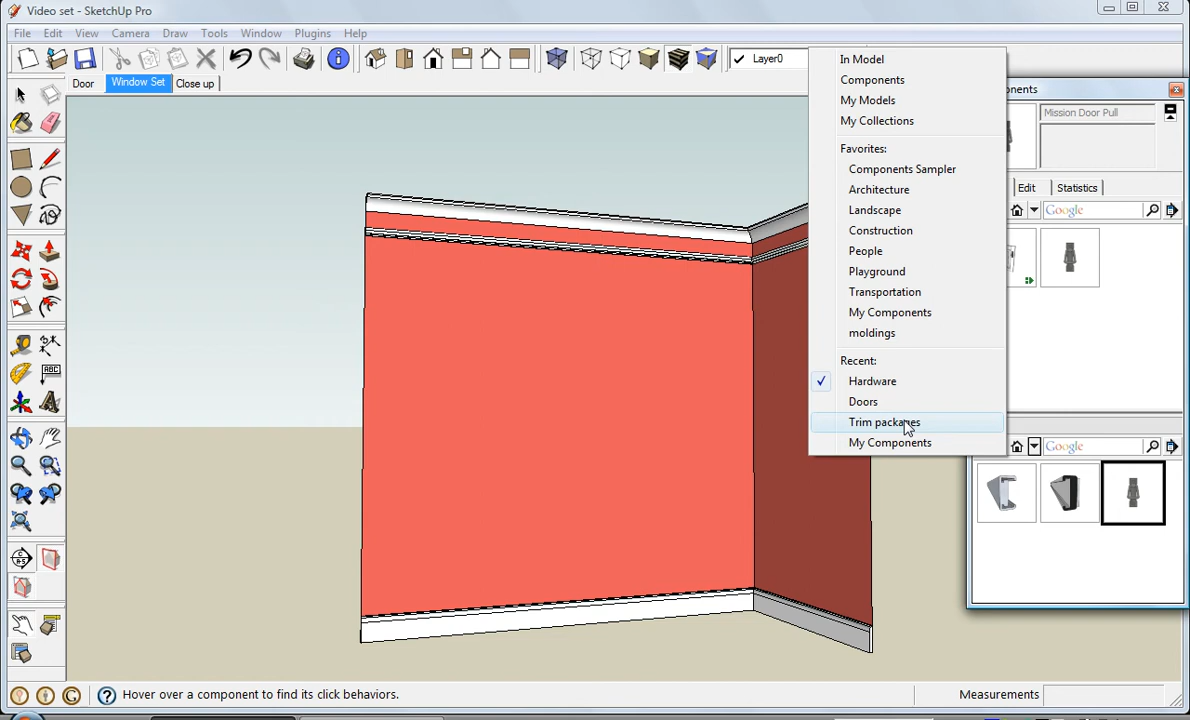 Video set - SketchUp Pro
File Edit View Camera Draw Tools Window Plugins Help
Layer0
Door Window Set Close up
In Model
Components
My Models
My Collections
Favorites:
Components Sampler
Architecture
Landscape
Construction
People
Playground
Transportation
My Components
moldings
Recent:
Hardware
Doors
Trim packages
My Components
onents
Mission Door Pull
Edit Statistics
Google
Google
ABC
Hover over a component to find its click behaviors.
Measurements